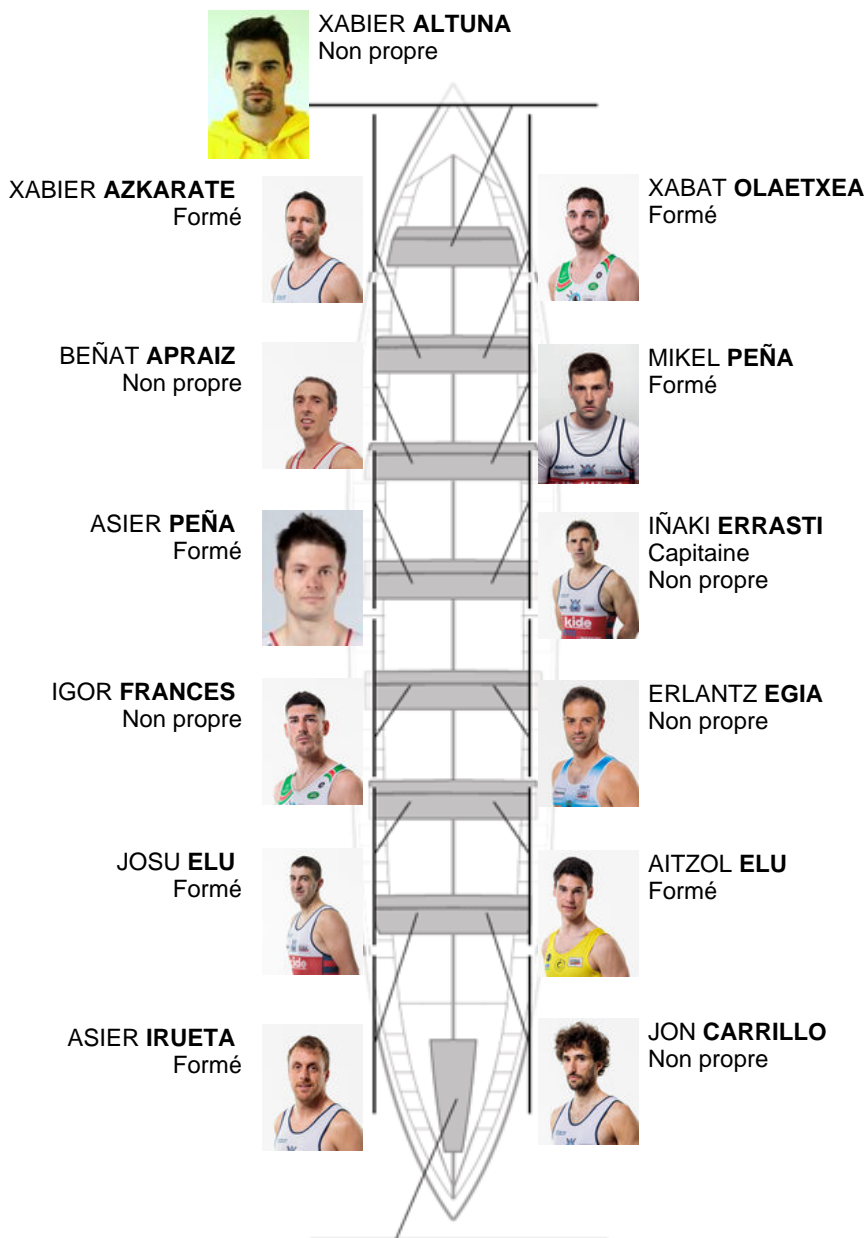 XABIER ALTUNA
Non propre
XABIER AZKARATE
Formé
XABAT OLAETXEA
Formé
BEÑAT APRAIZ
Non propre
MIKEL PEÑA
Formé
ASIER PEÑA
Formé
IÑAKI ERRASTI
Capitaine
Non propre
kide
IGOR FRANCES
Non propre
ERLANTZ EGIA
Non propre
JOSU ELU
Formé
kide
AITZOL ELU
Formé
ASIER IRUETA
Formé
JON CARRILLO
Non propre